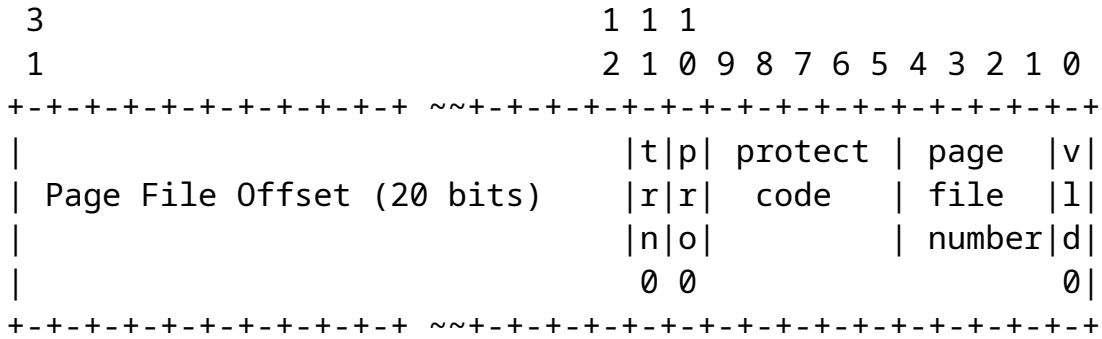 3                             1 1 1
 1                             2 1 0 9 8 7 6 5 4 3 2 1 0
+-+-+-+-+-+-+-+-+-+-+ ~~+-+-+-+-+-+-+-+-+-+-+-+-+-+-+-+-+
|                               |t|p| protect | page  |v|
| Page File Offset (20 bits)    |r|r|  code   | file  |l|
|                               |n|o|         | number|d|
|                                0 0                   0|
+-+-+-+-+-+-+-+-+-+-+ ~~+-+-+-+-+-+-+-+-+-+-+-+-+-+-+-+-+